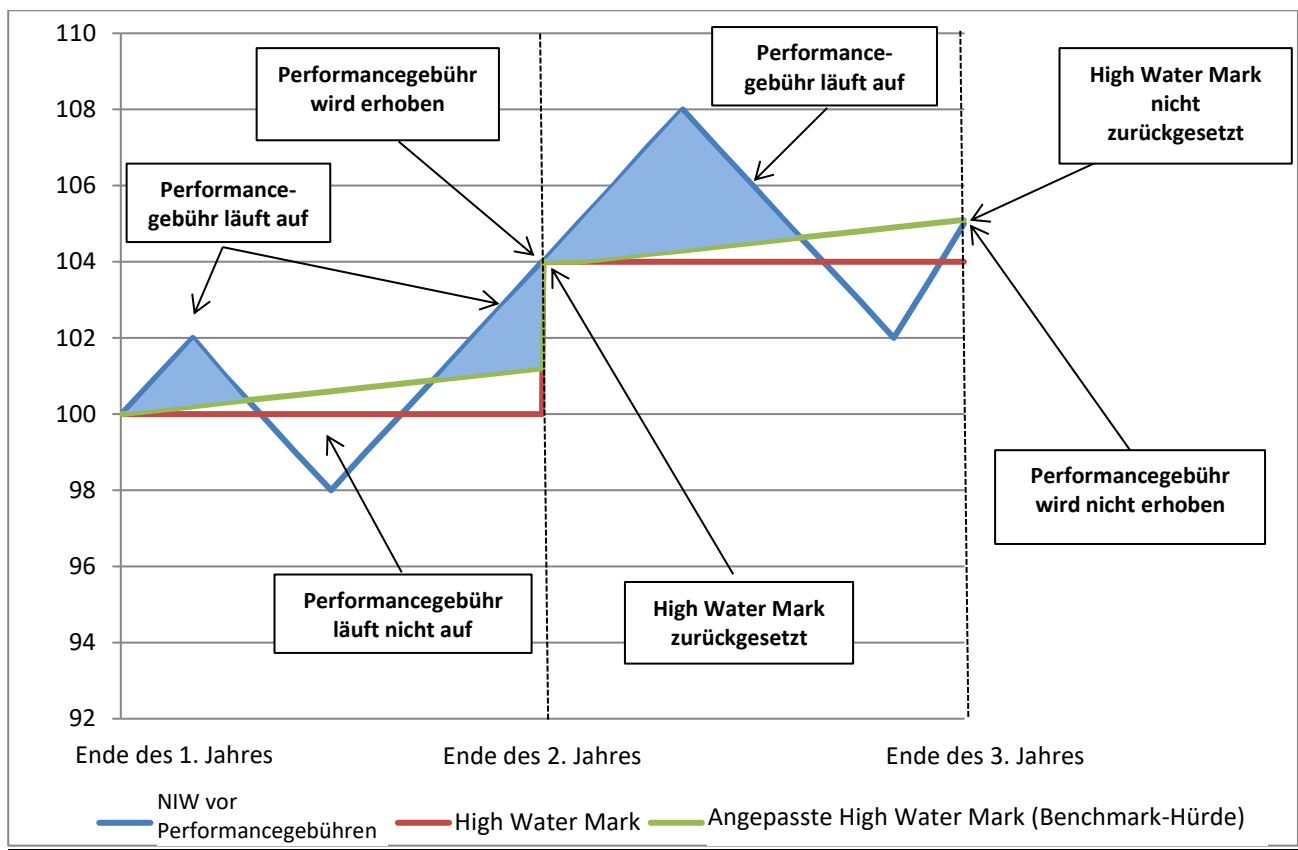 110
108
106
104
102
100
98
96
94
92
Performancegebühr
wird erhoben
Performance-
gebühr läuft auf
High Water Mark
nicht
zurückgesetzt
Performance-
gebühr läuft auf
Performancegebühr
wird nicht erhoben
Performancegebühr
läuft nicht auf
High Water Mark
zurückgesetzt
Ende des 1. Jahres
Ende des 2. Jahres
Ende des 3. Jahres
NIW vor
Performancegebühren
High Water Mark
Angepasste High Water Mark (Benchmark-Hürde)